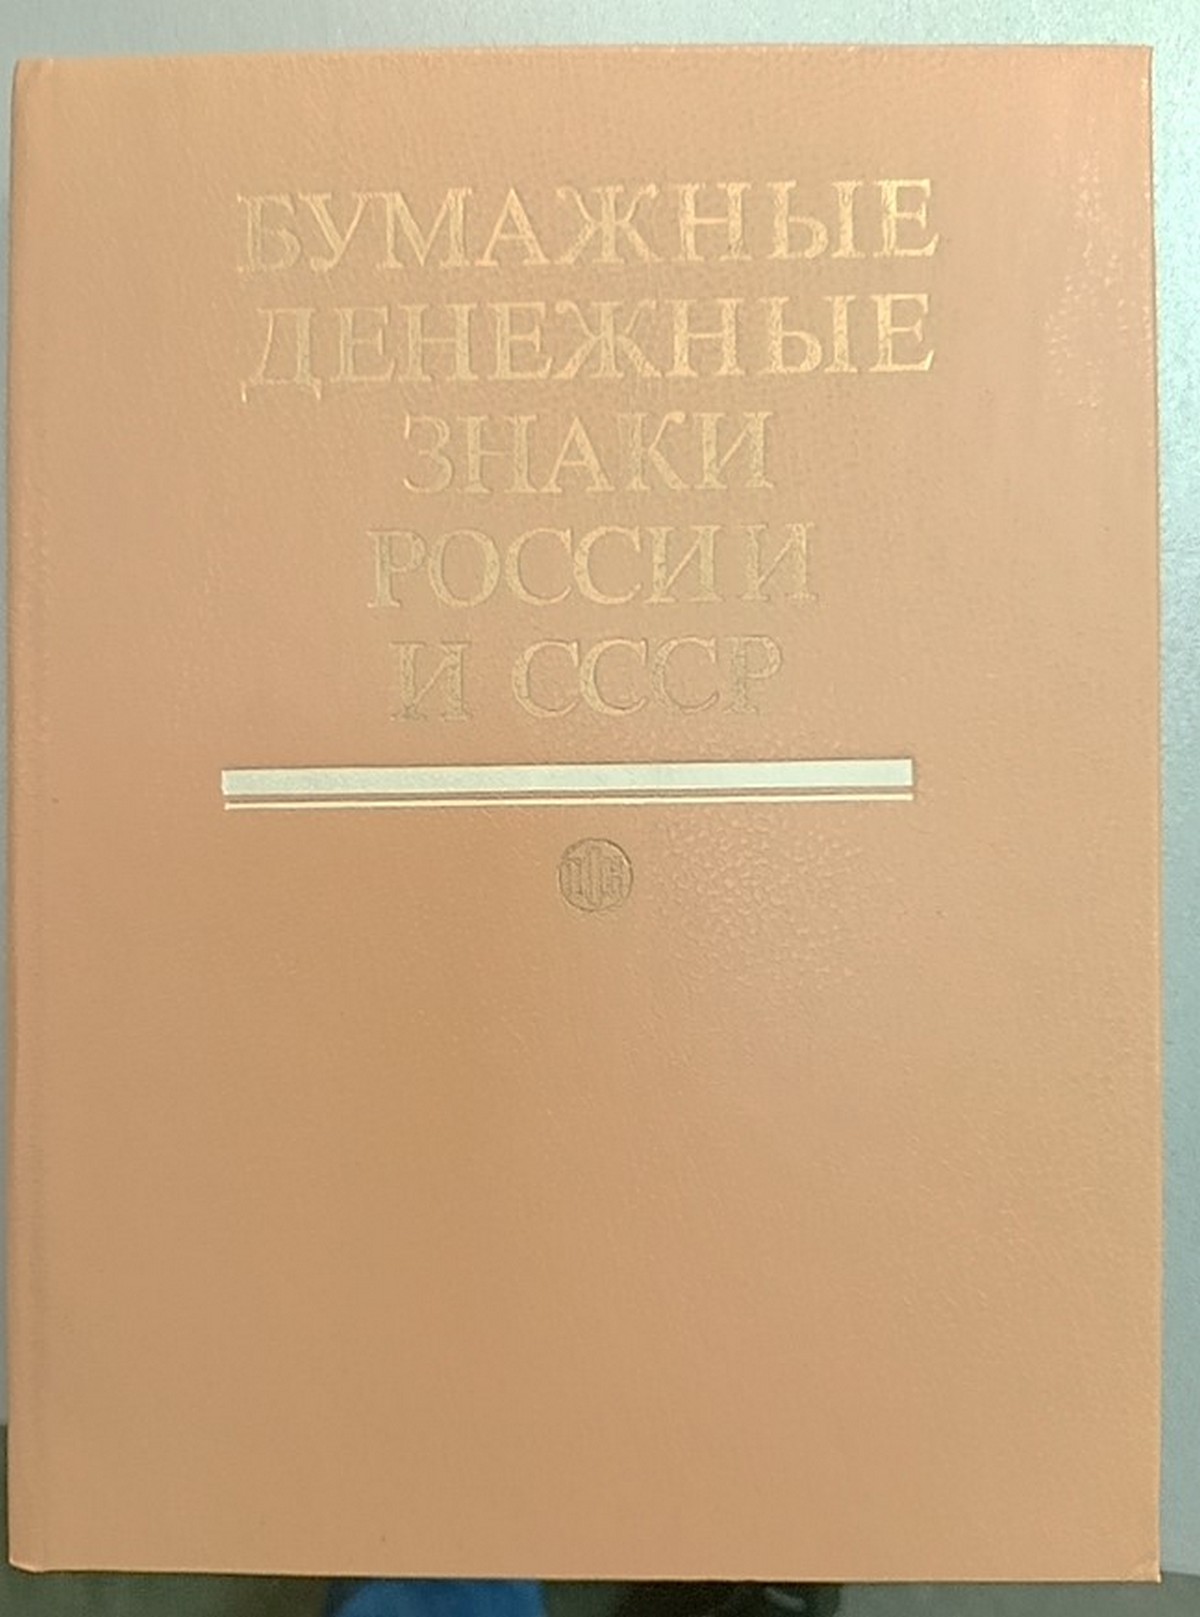 БУМАЖНЫЕ
ДЕНЕЖНЫЕ
ЗНАКИ
РОССИИ
И СССР